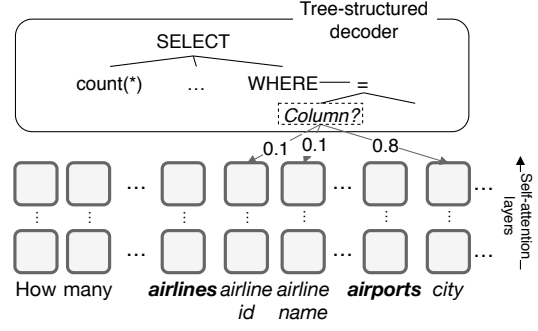 Tree-structured
decoder
SELECT
count(*) ... WHERE =
Column?
0.1 0.1 0.8
... ... ... ...
Self-attention
layers
... ... ... ...
How many airlines airline airline airports city
id name